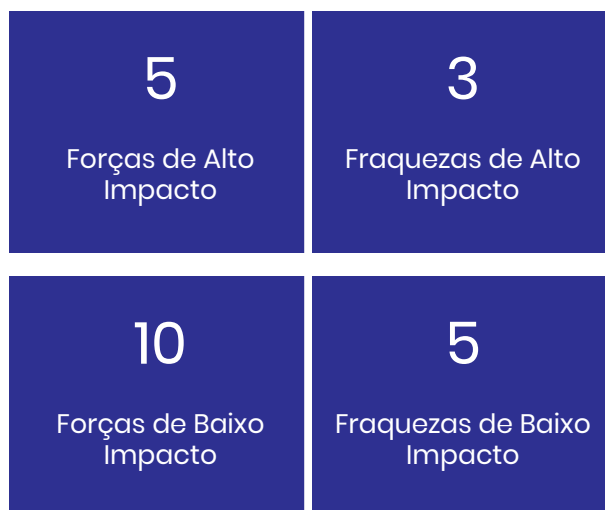 5
Forças de Alto
Impacto
3
Fraquezas de Alto
Impacto
10
Forças de Baixo
Impacto
5
Fraquezas de Baixo
Impacto